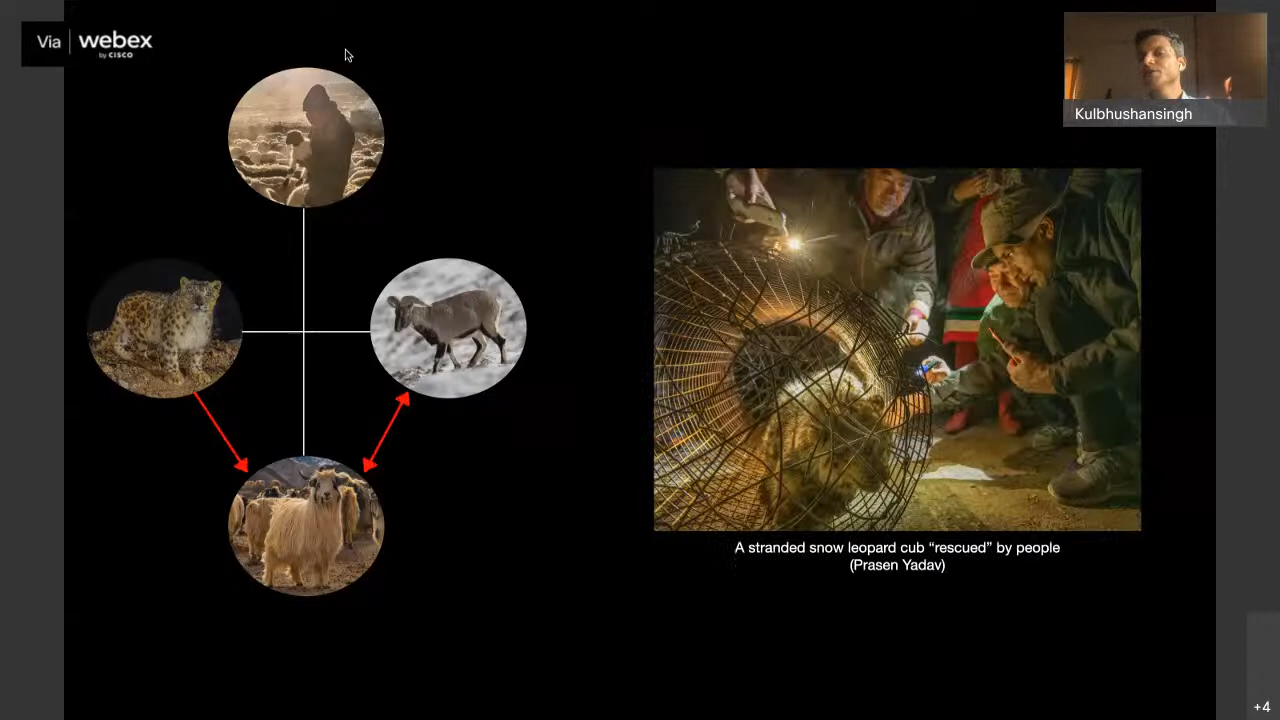 Via
webex
by CISCO
Kulbhushansingh
A stranded snow leopard cub “rescued” by people
(Prasen Yadav)
+4